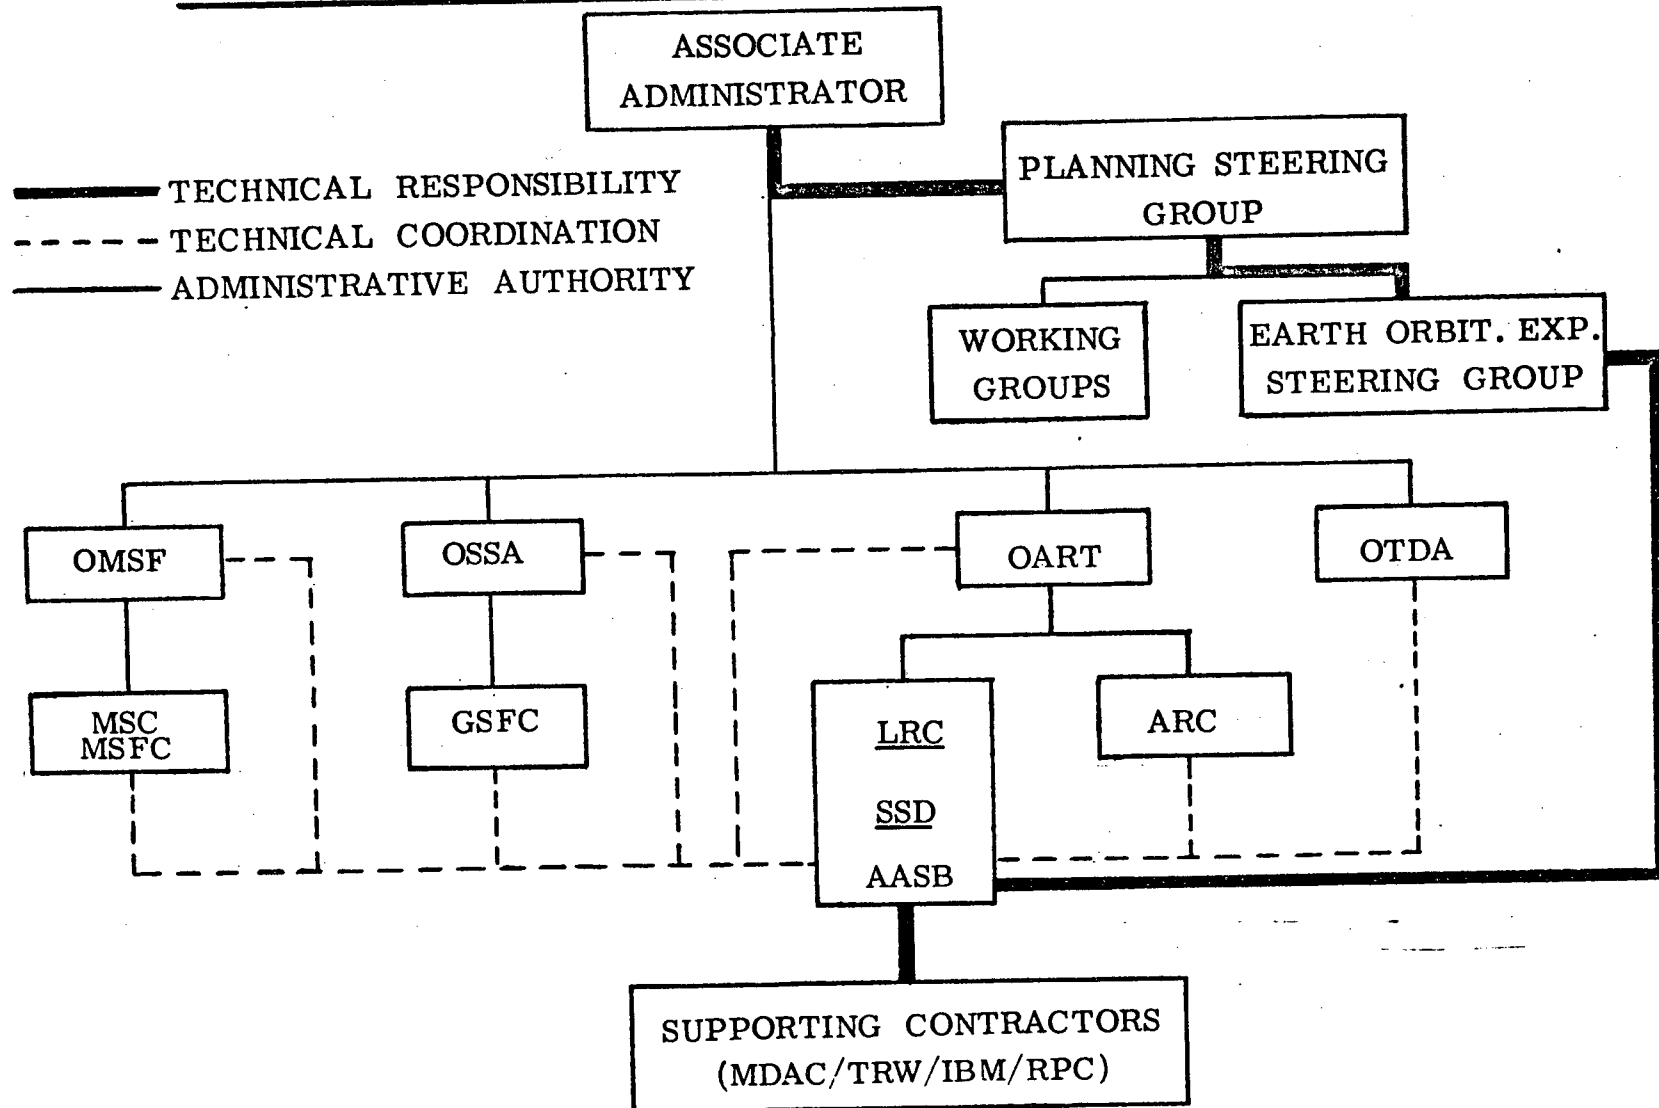 ASSOCIATE
ADMINISTRATOR
PLANNING STEERING
GROUP
TECHNICAL RESPONSIBILITY
TECHNICAL COORDINATION
ADMINISTRATIVE AUTHORITY
WORKING
GROUPS
EARTH ORBIT. EXP.
STEERING GROUP
OMSF
OSSA
OART
OTDA
MSC
MSFC
GSFC
LRC
SSD
AASB
ARC
SUPPORTING CONTRACTORS
(MDAC/TRW/IBM/RPC)